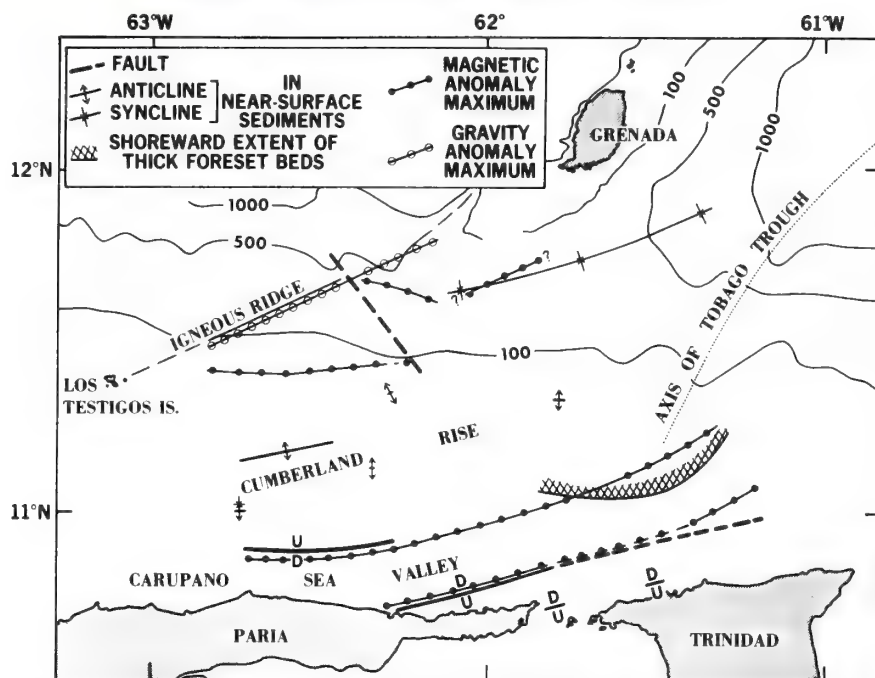 63°W 62° 61°W
FAULT
ANTICLINE
SYNCLINE
IN
NEAR-SURFACE
SEDIMENTS
SHOREWARD EXTENT OF
THICK FORESET BEDS
MAGNETIC
ANOMALY
MAXIMUM
GRAVITY
ANOMALY
MAXIMUM
GRENADA
100
500
1000
12°
1000
500
AXIS OF TOBAGO TROUGH
?
?
IGNEOUS RIDGE
100
LOS
TESTIGOS IS.
RISE
CUMBERLAND
11°N
U
D
CARUPANO SEA VALLEY
D
U
D
U
D
U
PARIA
TRINIDAD